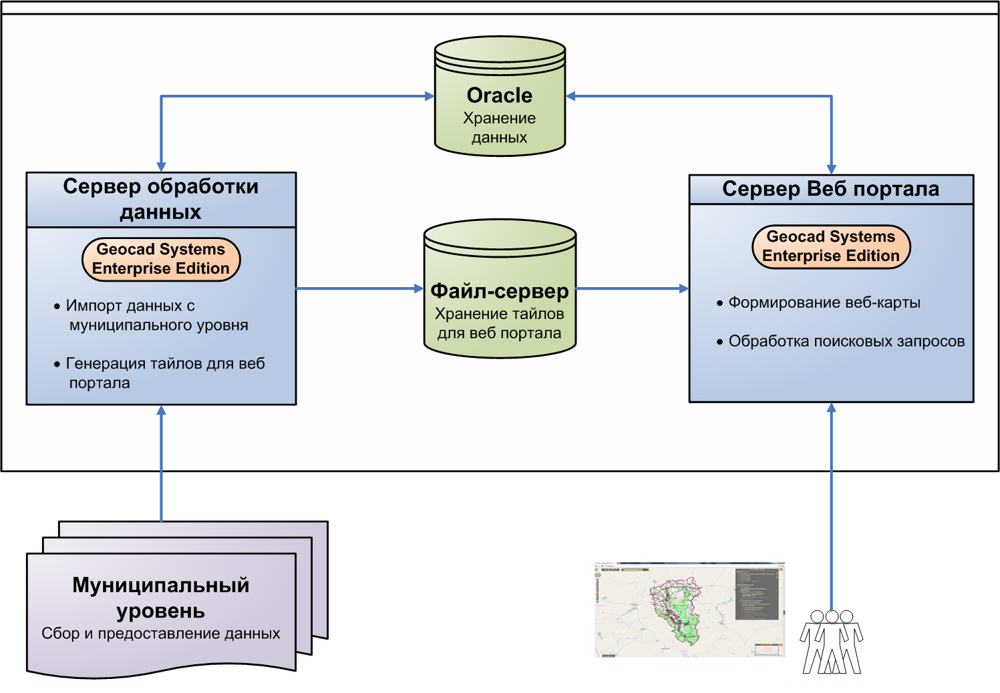 Oracle
Хранение
данных
Сервер обработки
данных
Geocad Systems
Enterprise Edition
• Импорт данных с
муниципального уровня
• Генерация тайлов для веб
портала
Файл-сервер
Хранение тайлов
для веб портала
Сервер Веб портала
Geocad Systems
Enterprise Edition
• Формирование веб-карты
• Обработка поисковых запросов
Муниципальный
уровень
Сбор и предоставление данных